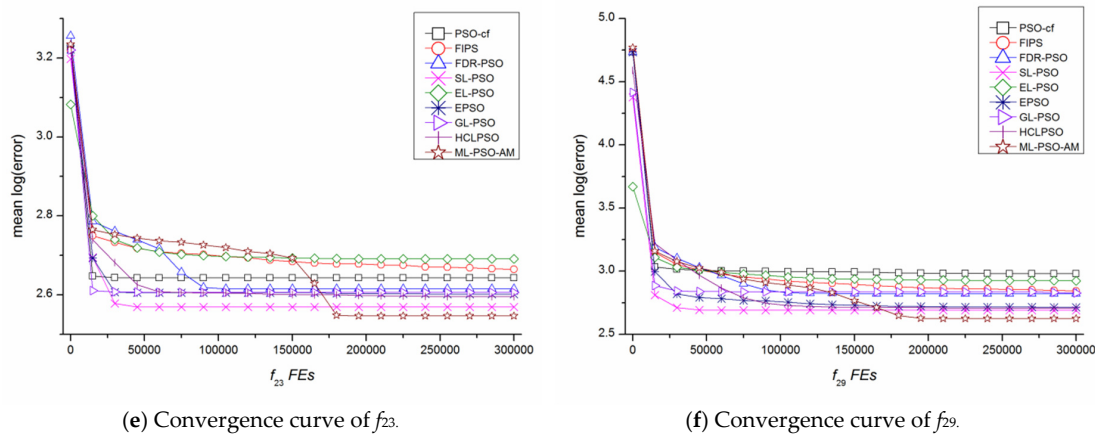 3.2
3.0
2.8
2.6
mean log(error)
0 50000 100000 150000 200000 250000 300000
f23 FEs
PSO-cf
FIPS
FDR-PSO
SL-PSO
EL-PSO
EPSO
GL-PSO
HCLPSO
ML-PSO-AM
(e) Convergence curve of f23.
5.0
4.5
4.0
3.5
3.0
2.5
mean log(error)
0 50000 100000 150000 200000 250000 300000
f29 FEs
PSO-cf
FIPS
FDR-PSO
SL-PSO
EL-PSO
EPSO
GL-PSO
HCLPSO
ML-PSO-AM
(f) Convergence curve of f29.